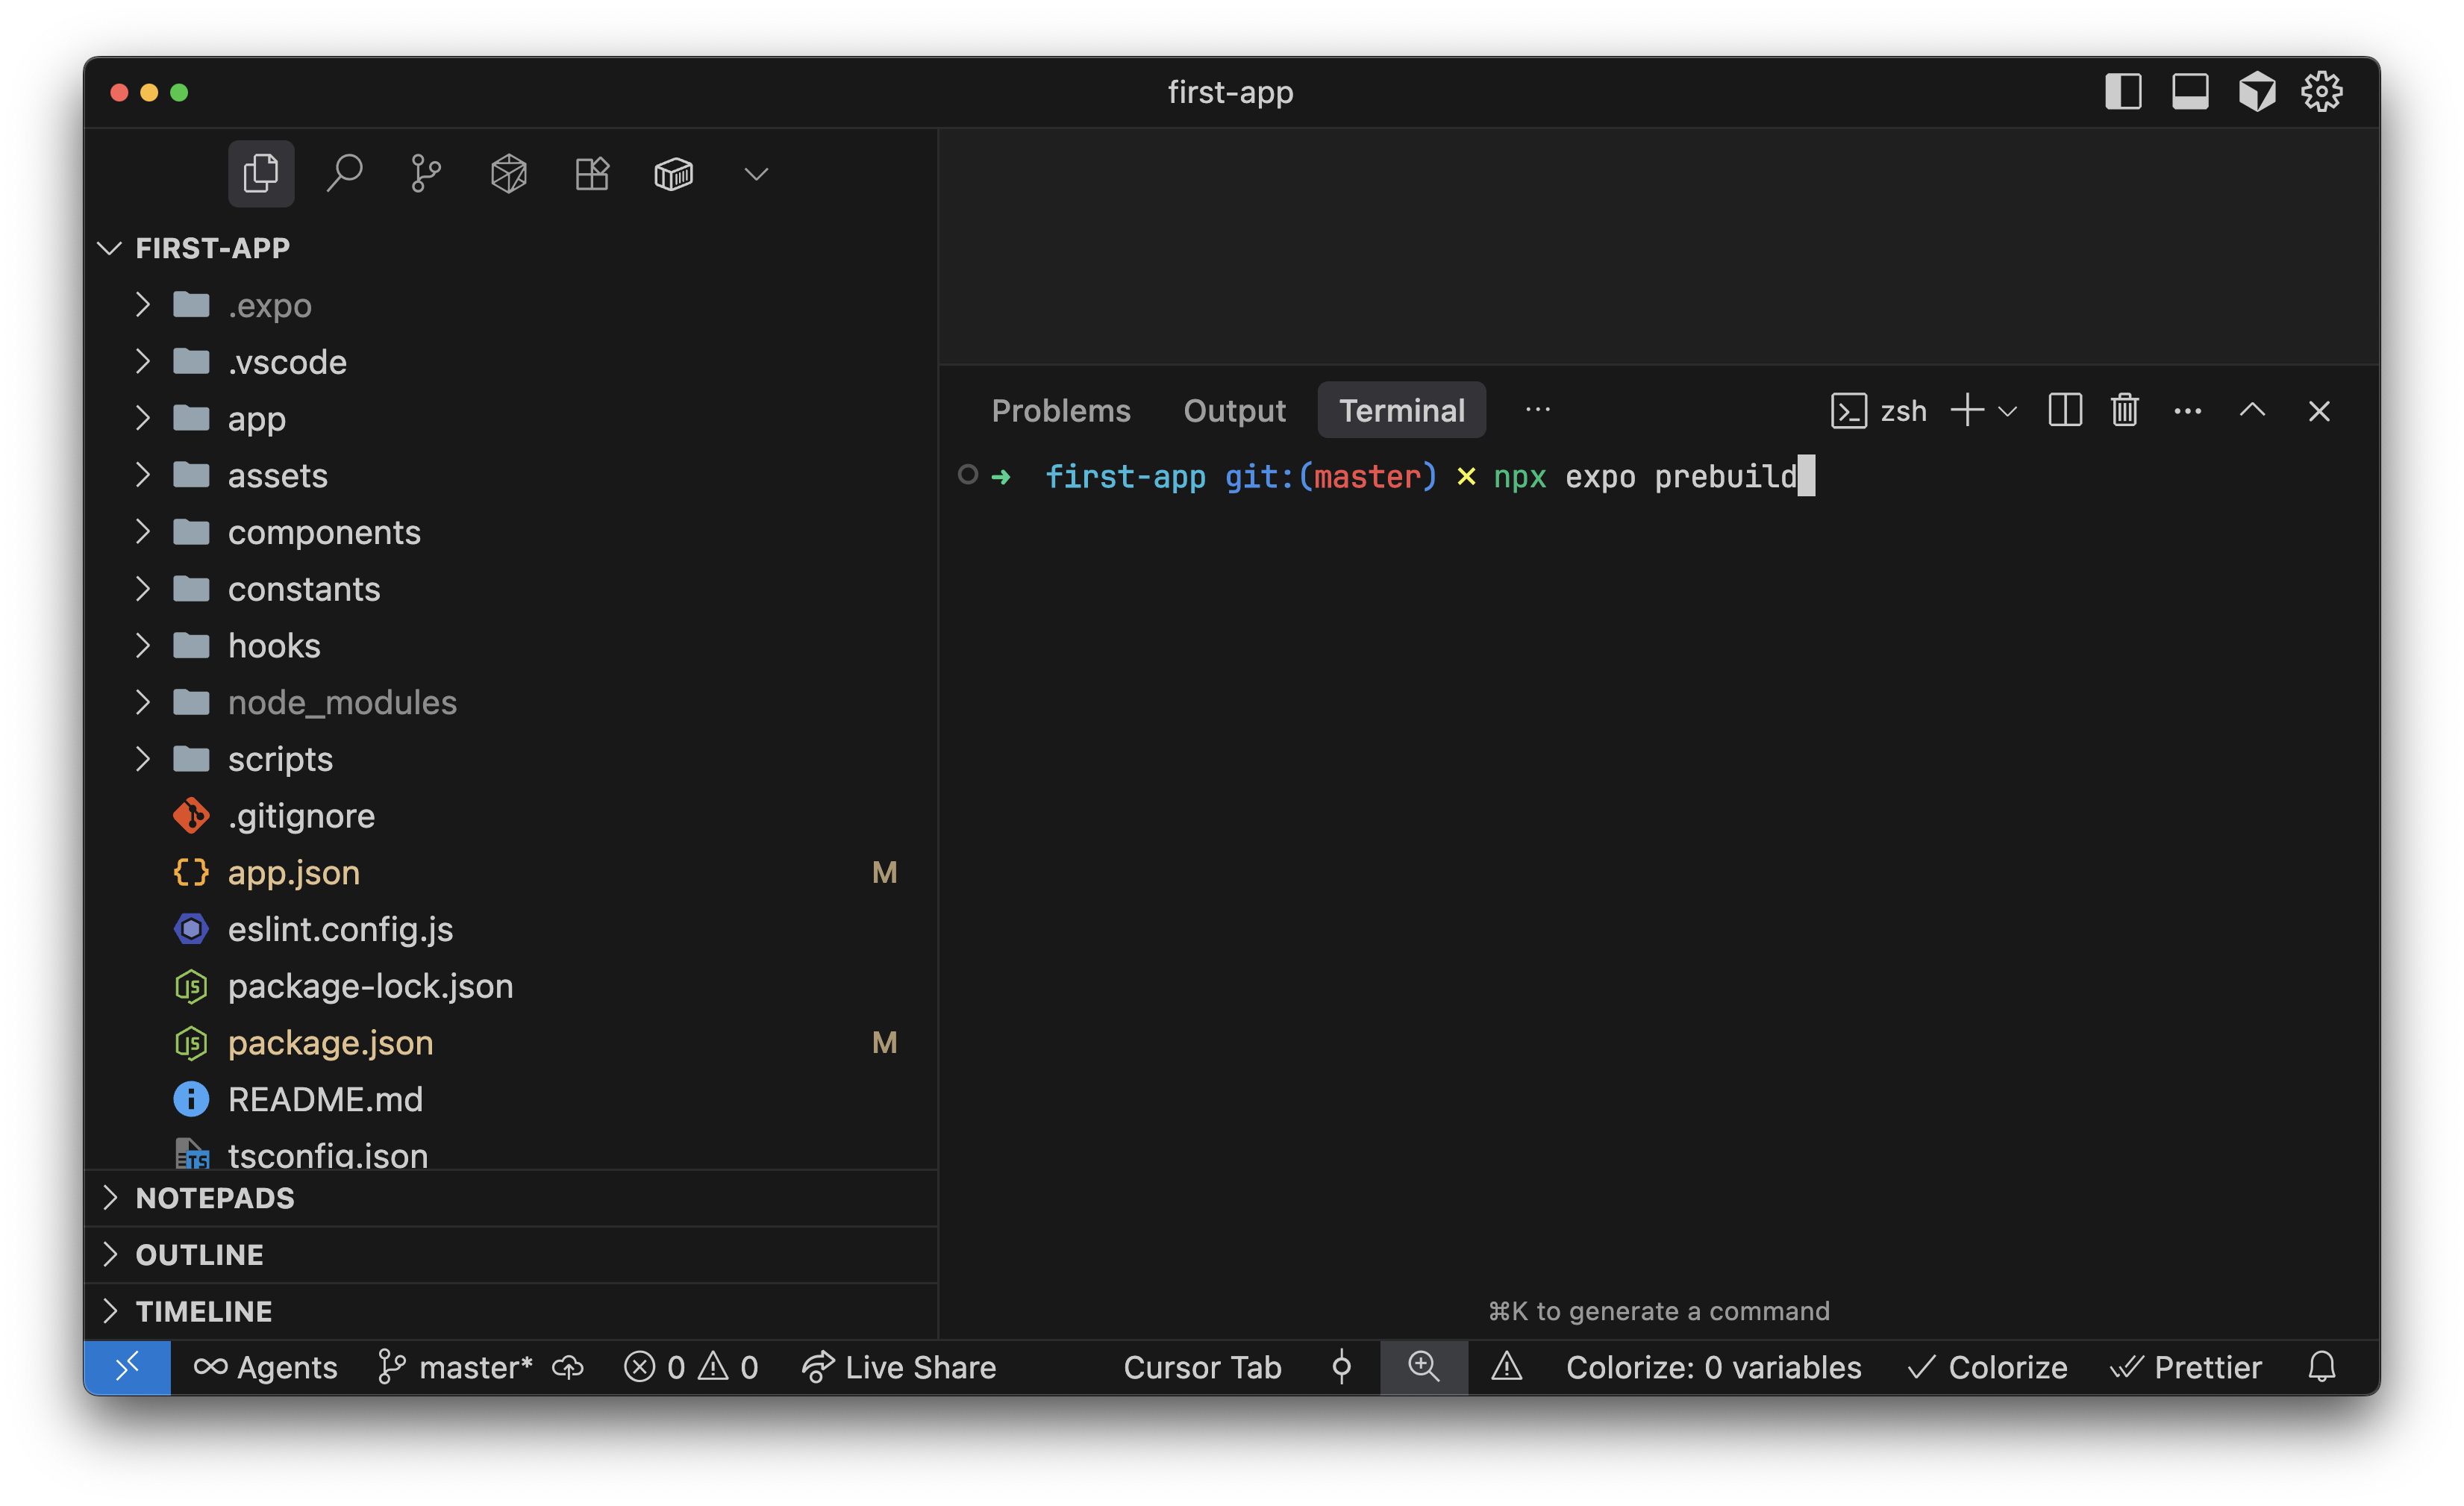 first-app
FIRST-APP
.expo
.vscode
app
assets
components
constants
hooks
node_modules
scripts
.gitignore
app.json M
eslint.config.js
package-lock.json
package.json M
README.md
tsconfig.json
NOTEPADS
OUTLINE
TIMELINE
Problems Output Terminal ··· zsh
➜ first-app git:(master) ✗ npx expo prebuild
⌘K to generate a command
Agents master* 0 0 Live Share Cursor Tab Colorize: 0 variables Colorize Prettier